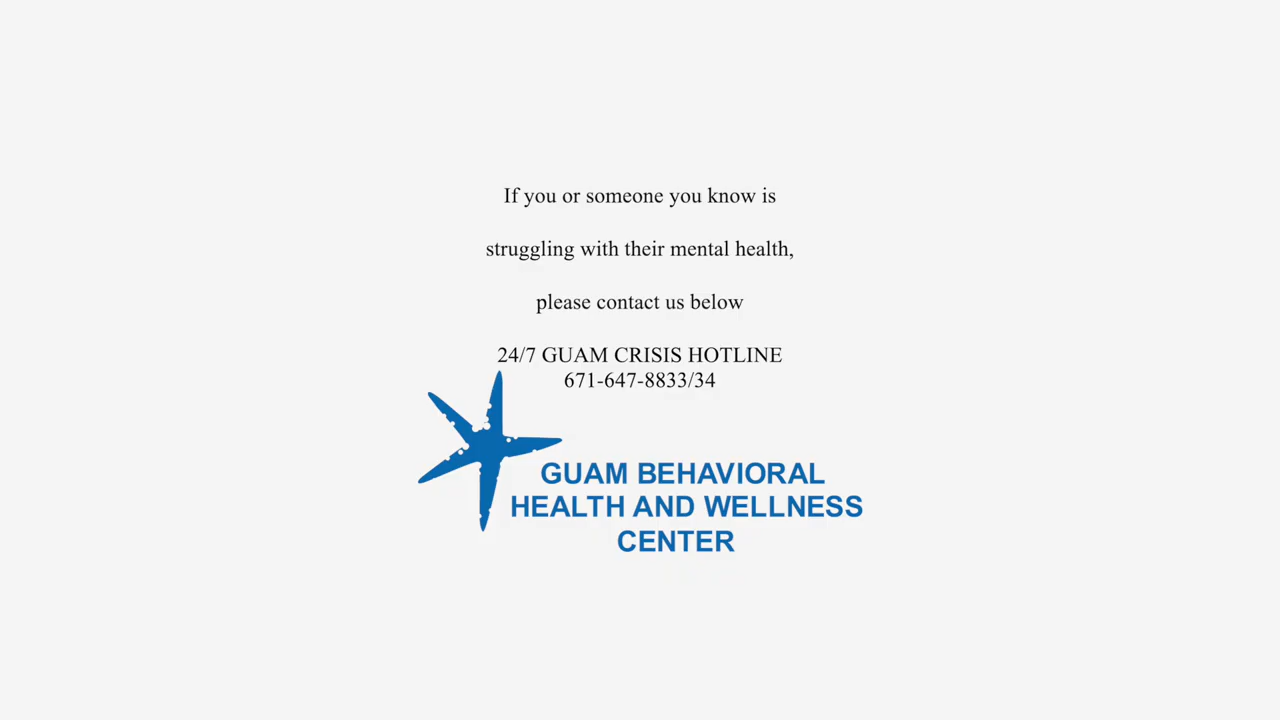 If you or someone you know is
struggling with their mental health,
please contact us below
24/7 GUAM CRISIS HOTLINE
671-647-8833/34
GUAM BEHAVIORAL
HEALTH AND WELLNESS
CENTER